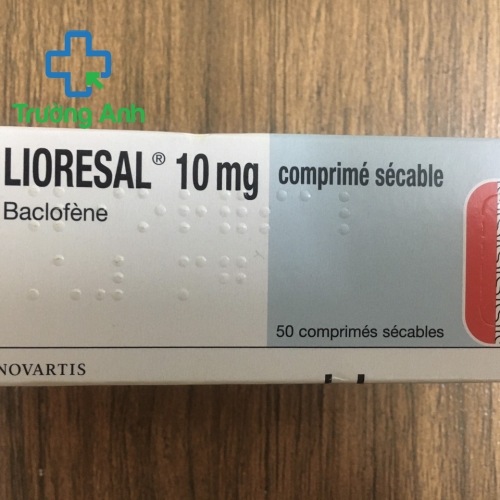 Trường Anh
LIORESAL® 10 mg
Baclofène
comprimé sécable
50 comprimés sécables
NOVARTIS